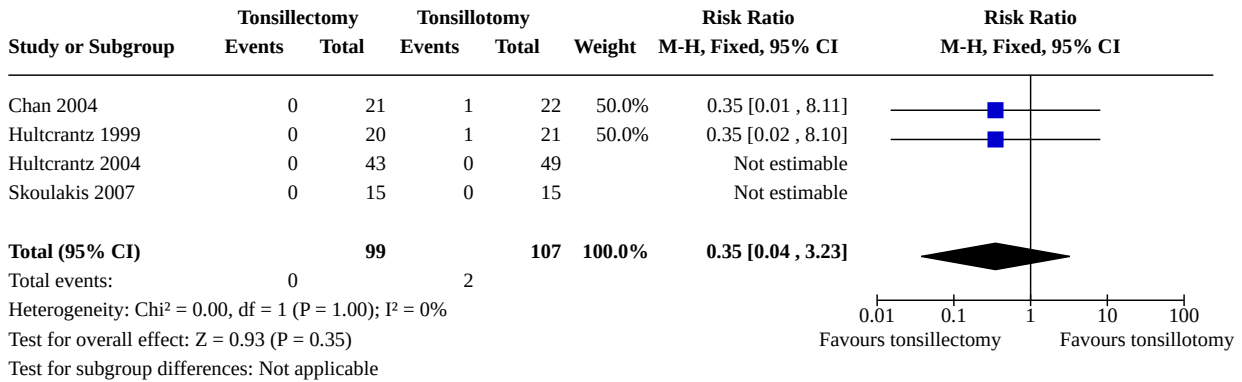 Tonsillectomy Tonsillotomy Risk Ratio Risk Ratio
Study or Subgroup Events Total Events Total Weight M-H, Fixed, 95% CI M-H, Fixed, 95% CI
Chan 2004 0 21 1 22 50.0% 0.35 [0.01 , 8.11]
Hultcrantz 1999 0 20 1 21 50.0% 0.35 [0.02 , 8.10]
Hultcrantz 2004 0 43 0 49 Not estimable
Skoulakis 2007 0 15 0 15 Not estimable
Total (95% CI) 99 107 100.0% 0.35 [0.04 , 3.23]
Total events: 0 2
Heterogeneity: Chi² = 0.00, df = 1 (P = 1.00); I² = 0%
Test for overall effect: Z = 0.93 (P = 0.35)
Test for subgroup differences: Not applicable
0.01 0.1 1 10 100
Favours tonsillectomy Favours tonsillotomy